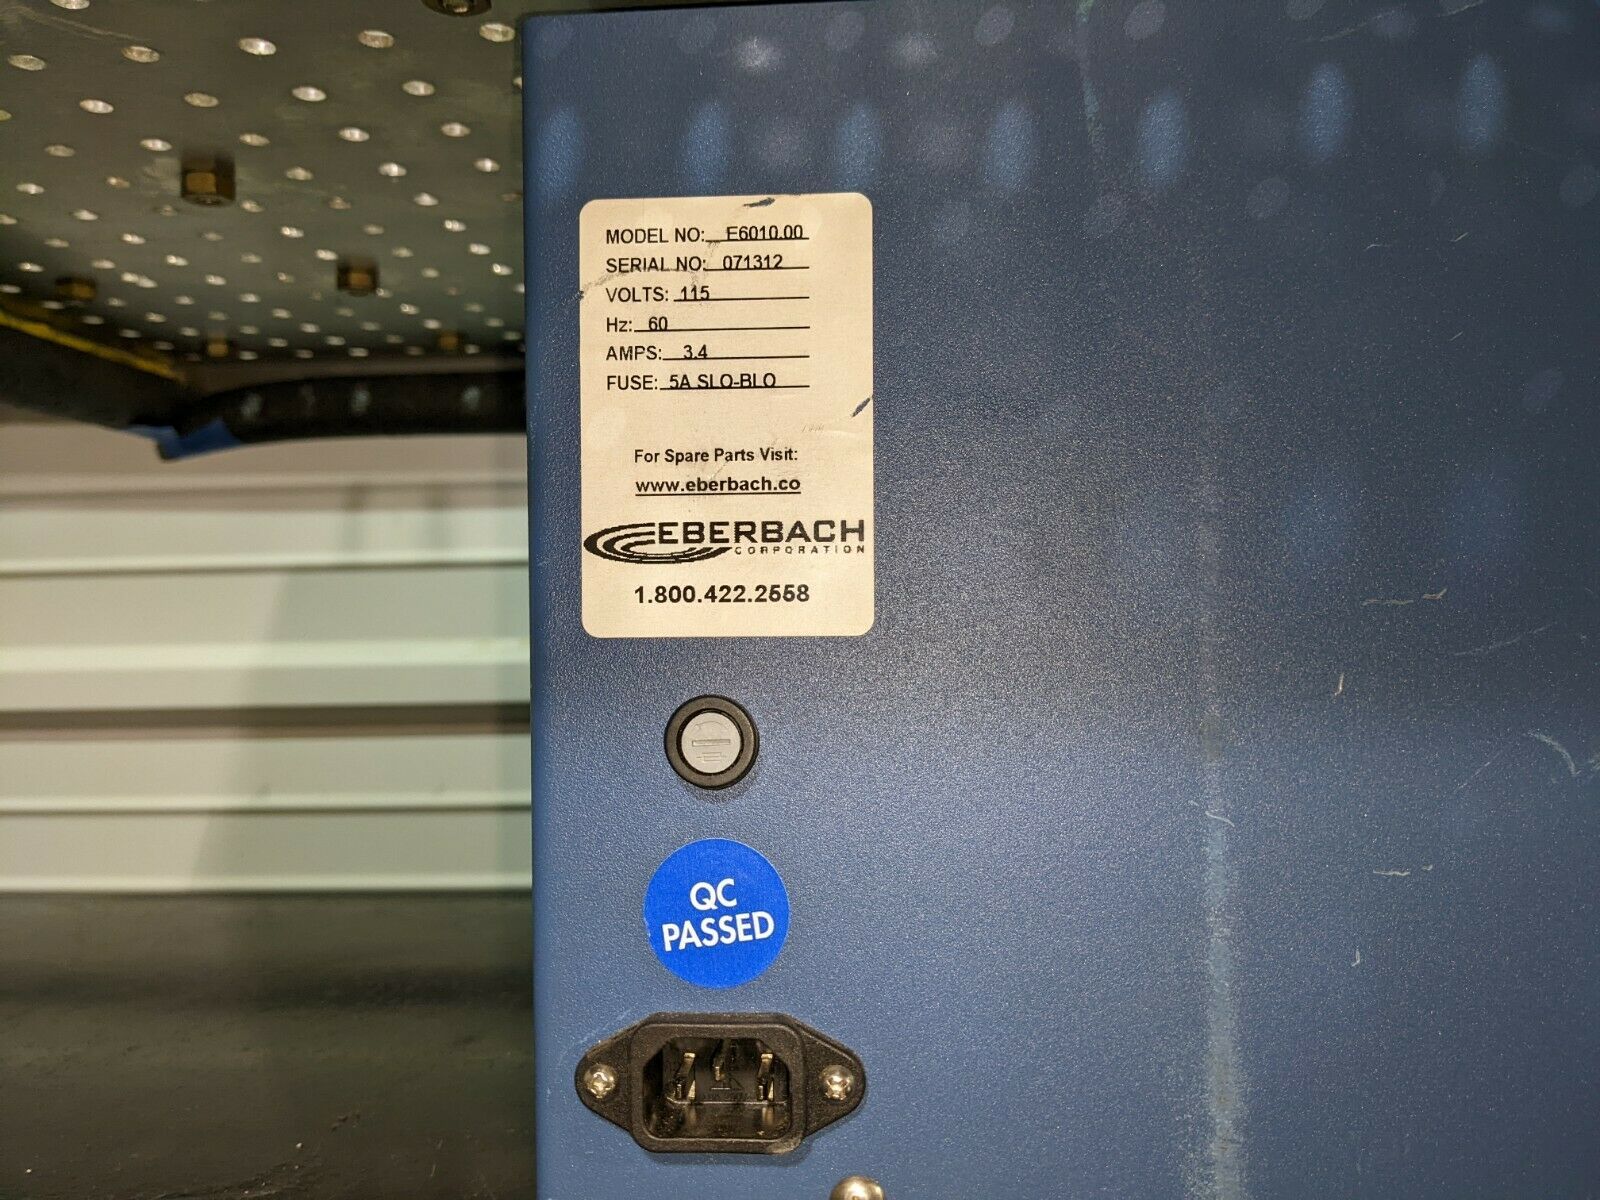 MODEL NO: E6010.00
SERIAL NO: 071312
VOLTS: 115
Hz: 60
AMPS: 3.4
FUSE: 5A SLO-BLO
For Spare Parts Visit:
www.eberbach.co
EBERBACH
CORPORATION
1.800.422.2558
QC
PASSED